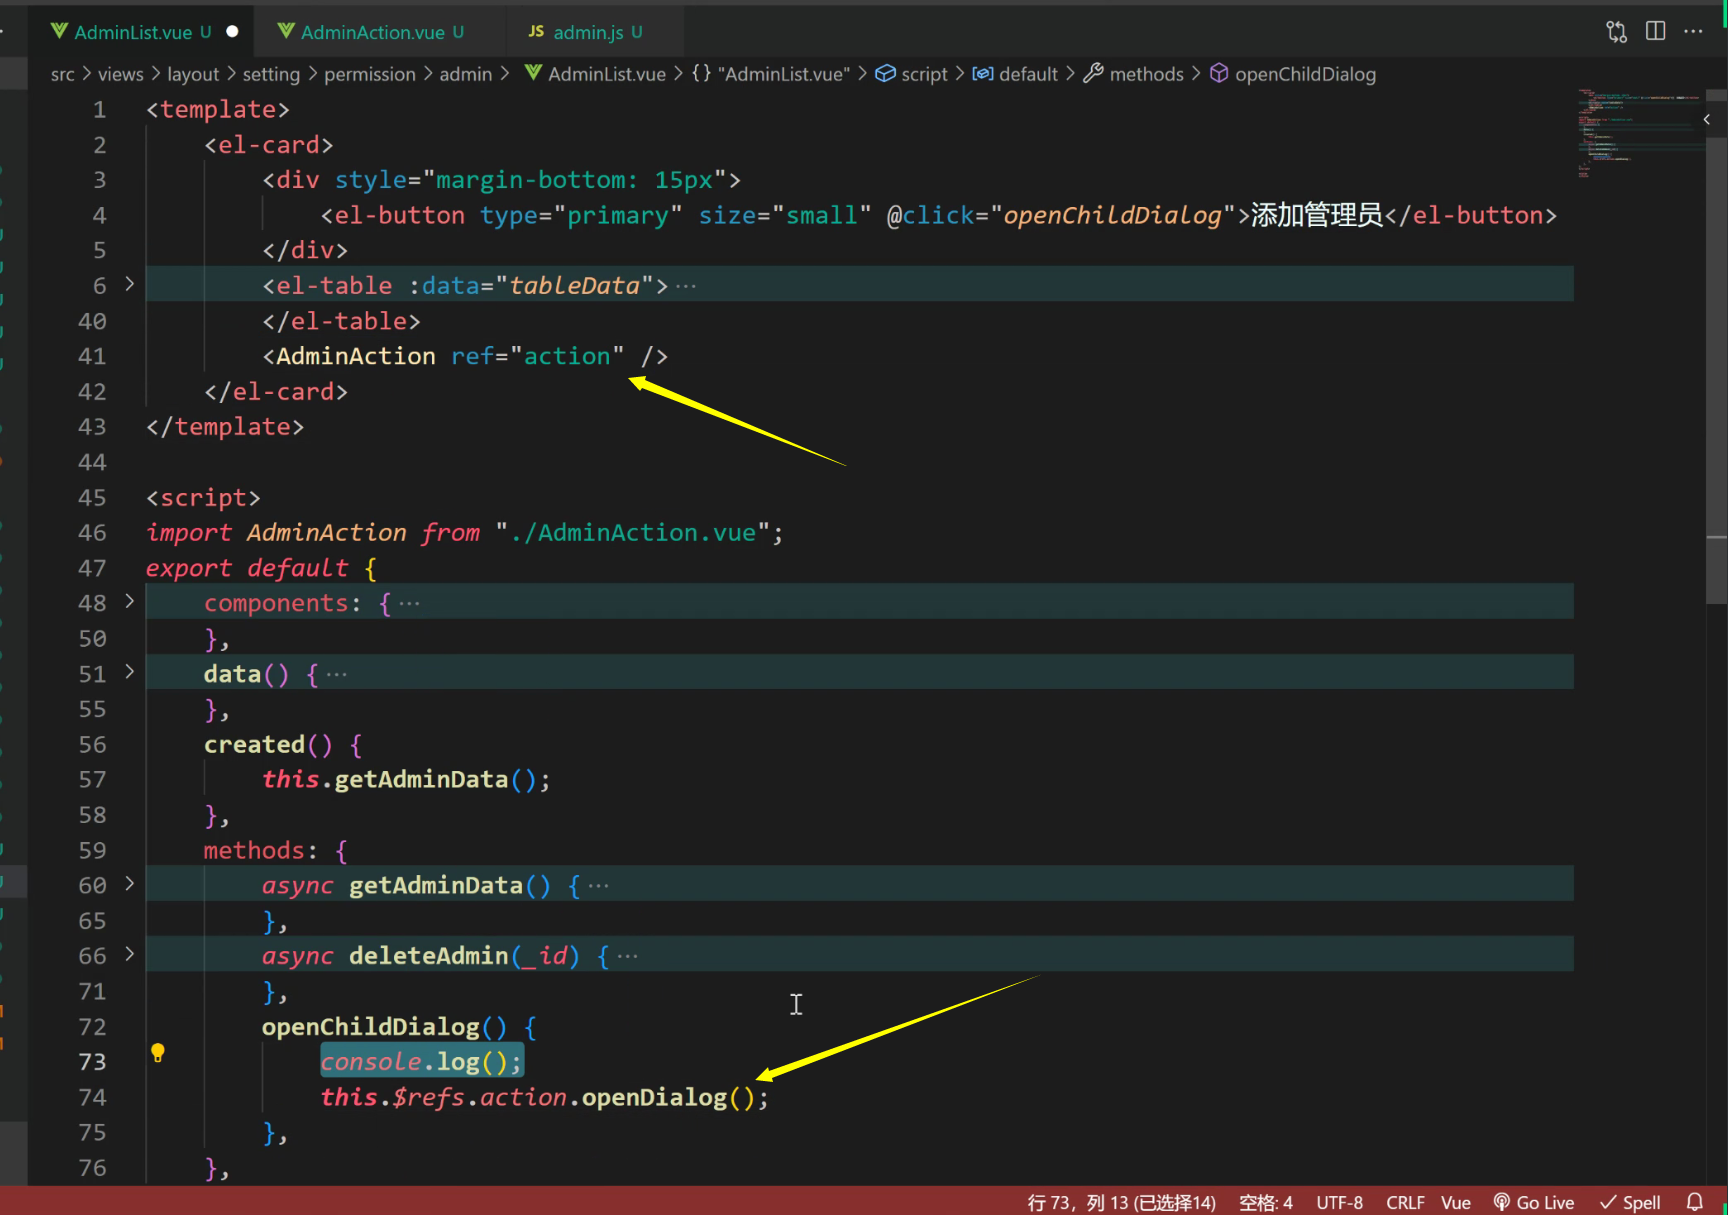 AdminList.vue U AdminAction.vue U JS admin.js U
src > views > layout > setting > permission > admin > AdminList.vue > {} "AdminList.vue" > script > default > methods > openChildDialog
1 <template>
2 <el-card>
3 <div style="margin-bottom: 15px">
4 <el-button type="primary" size="small" @click="openChildDialog">添加管理员</el-button>
5 </div>
6 > <el-table :data="tableData">···
40 </el-table>
41 <AdminAction ref="action" />
42 </el-card>
43 </template>
44
45 <script>
46 import AdminAction from "./AdminAction.vue";
47 export default {
48 > components: {···
50 },
51 > data() {···
55 },
56 created() {
57 this.getAdminData();
58 },
59 methods: {
60 > async getAdminData() {···
65 },
66 > async deleteAdmin(_id) {···
71 },
72 openChildDialog() {
73 console.log();
74 this.$refs.action.openDialog();
75 },
76 },
行 73，列 13 (已选择14) 空格: 4 UTF-8 CRLF Vue Go Live Spell